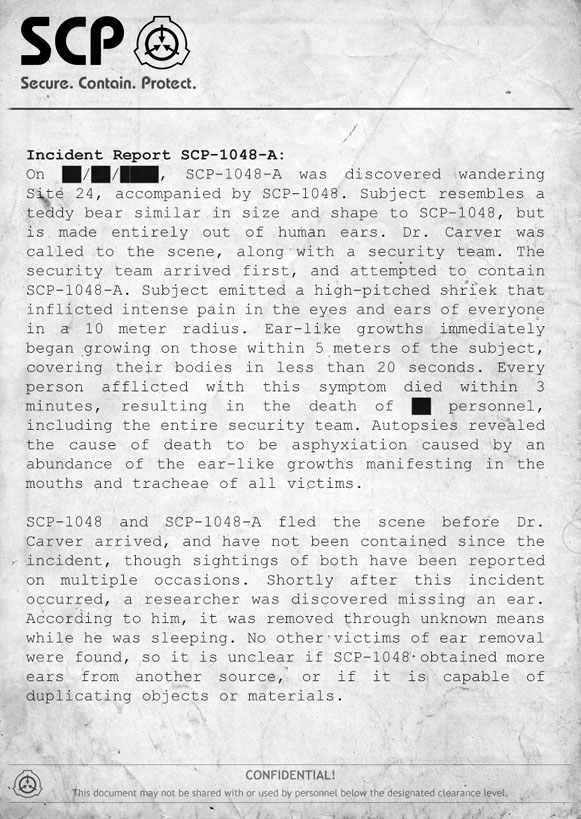 SCP
Secure. Contain. Protect.
Incident Report SCP-1048-A:
On ██/██/████, SCP-1048-A was discovered wandering
Site 24, accompanied by SCP-1048. Subject resembles a
teddy bear similar in size and shape to SCP-1048, but
is made entirely out of human ears. Dr. Carver was
called to the scene, along with a security team. The
security team arrived first, and attempted to contain
SCP-1048-A. Subject emitted a high-pitched shriek that
inflicted intense pain in the eyes and ears of everyone
in a 10 meter radius. Ear-like growths immediately
began growing on those within 5 meters of the subject,
covering their bodies in less than 20 seconds. Every
person afflicted with this symptom died within 3
minutes, resulting in the death of ██ personnel,
including the entire security team. Autopsies revealed
the cause of death to be asphyxiation caused by an
abundance of the ear-like growths manifesting in the
mouths and tracheae of all victims.
SCP-1048 and SCP-1048-A fled the scene before Dr.
Carver arrived, and have not been contained since the
incident, though sightings of both have been reported
on multiple occasions. Shortly after this incident
occurred, a researcher was discovered missing an ear.
According to him, it was removed through unknown means
while he was sleeping. No other victims of ear removal
were found, so it is unclear if SCP-1048 obtained more
ears from another source, or if it is capable of
duplicating objects or materials.
CONFIDENTIAL!
This document may not be shared with or used by personnel below the designated clearance level.